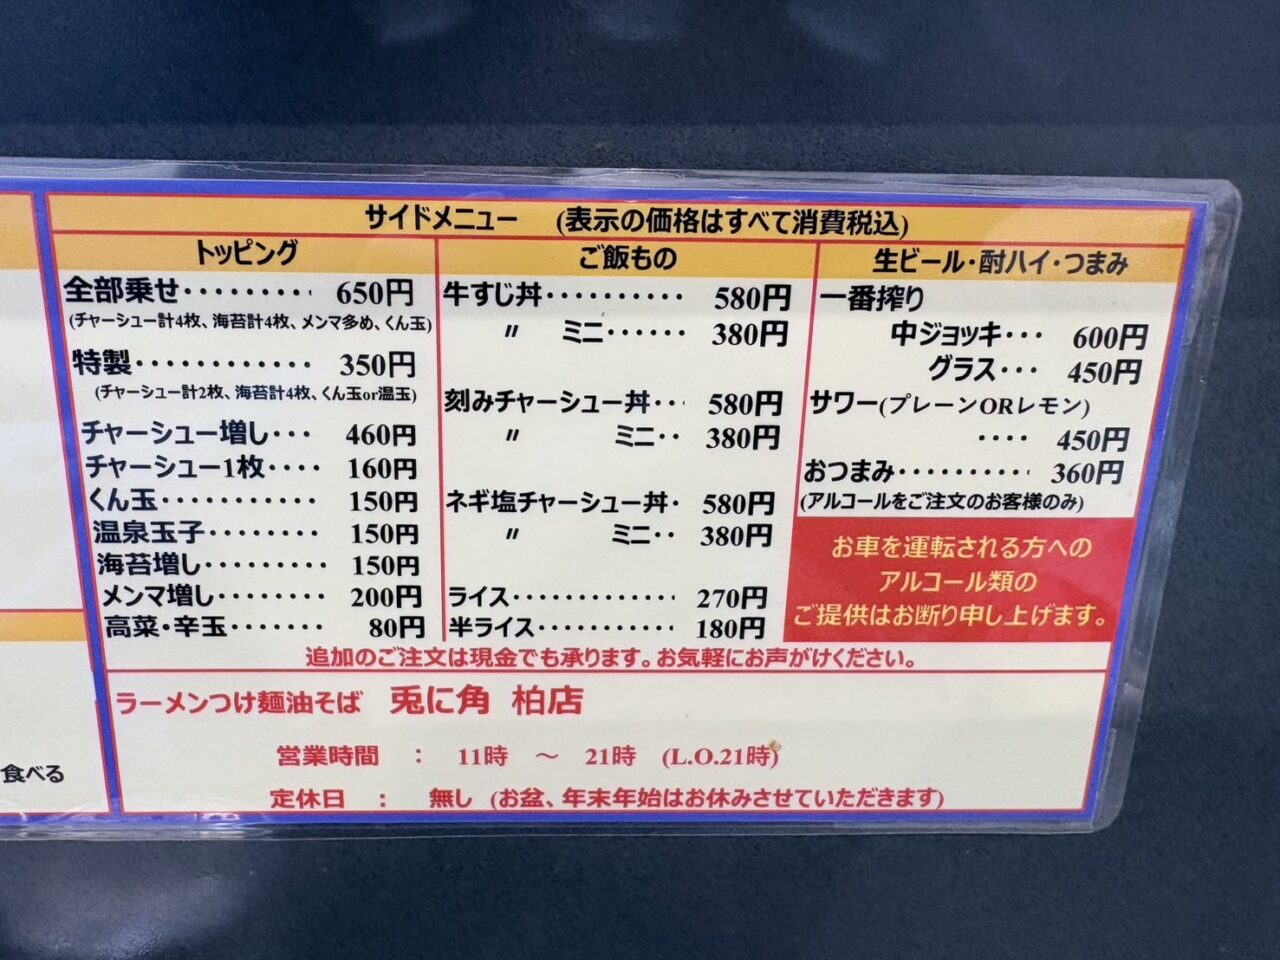 サイドメニュー (表示の価格はすべて消費税込)
トッピング
全部乗せ・・・・・・・・・ 650円
(チャーシュー計4枚、海苔計4枚、メンマ多め、くん玉)
特製・・・・・・・・・・・・ 350円
(チャーシュー計2枚、海苔計4枚、くん玉or温玉)
チャーシュー増し・・・ 460円
チャーシュー1枚・・・・ 160円
くん玉・・・・・・・・・・・ 150円
温泉玉子・・・・・・・・ 150円
海苔増し・・・・・・・・・ 150円
メンマ増し・・・・・・・・ 200円
高菜・辛玉・・・・・・・ 80円
ご飯もの
牛すじ丼・・・・・・・・・・ 580円
〃 ミニ・・・・・・ 380円
刻みチャーシュー丼・・・ 580円
〃 ミニ・・ 380円
ネギ塩チャーシュー丼・ 580円
〃 ミニ・・ 380円
ライス・・・・・・・・・・・・・ 270円
半ライス・・・・・・・・・・・ 180円
生ビール・酎ハイ・つまみ
一番搾り
中ジョッキ・・・ 600円
グラス・・・ 450円
サワー(プレーンORレモン)
・・・・ 450円
おつまみ・・・・・・・・・・ 360円
(アルコールをご注文のお客様のみ)
お車を運転される方への
アルコール類の
ご提供はお断り申し上げます。
追加のご注文は現金でも承ります。お気軽にお声がけください。
ラーメンつけ麺油そば 兎に角 柏店
営業時間 : 11時 ～ 21時 (L.O.21時)
定休日 : 無し (お盆、年末年始はお休みさせていただきます)
食べる